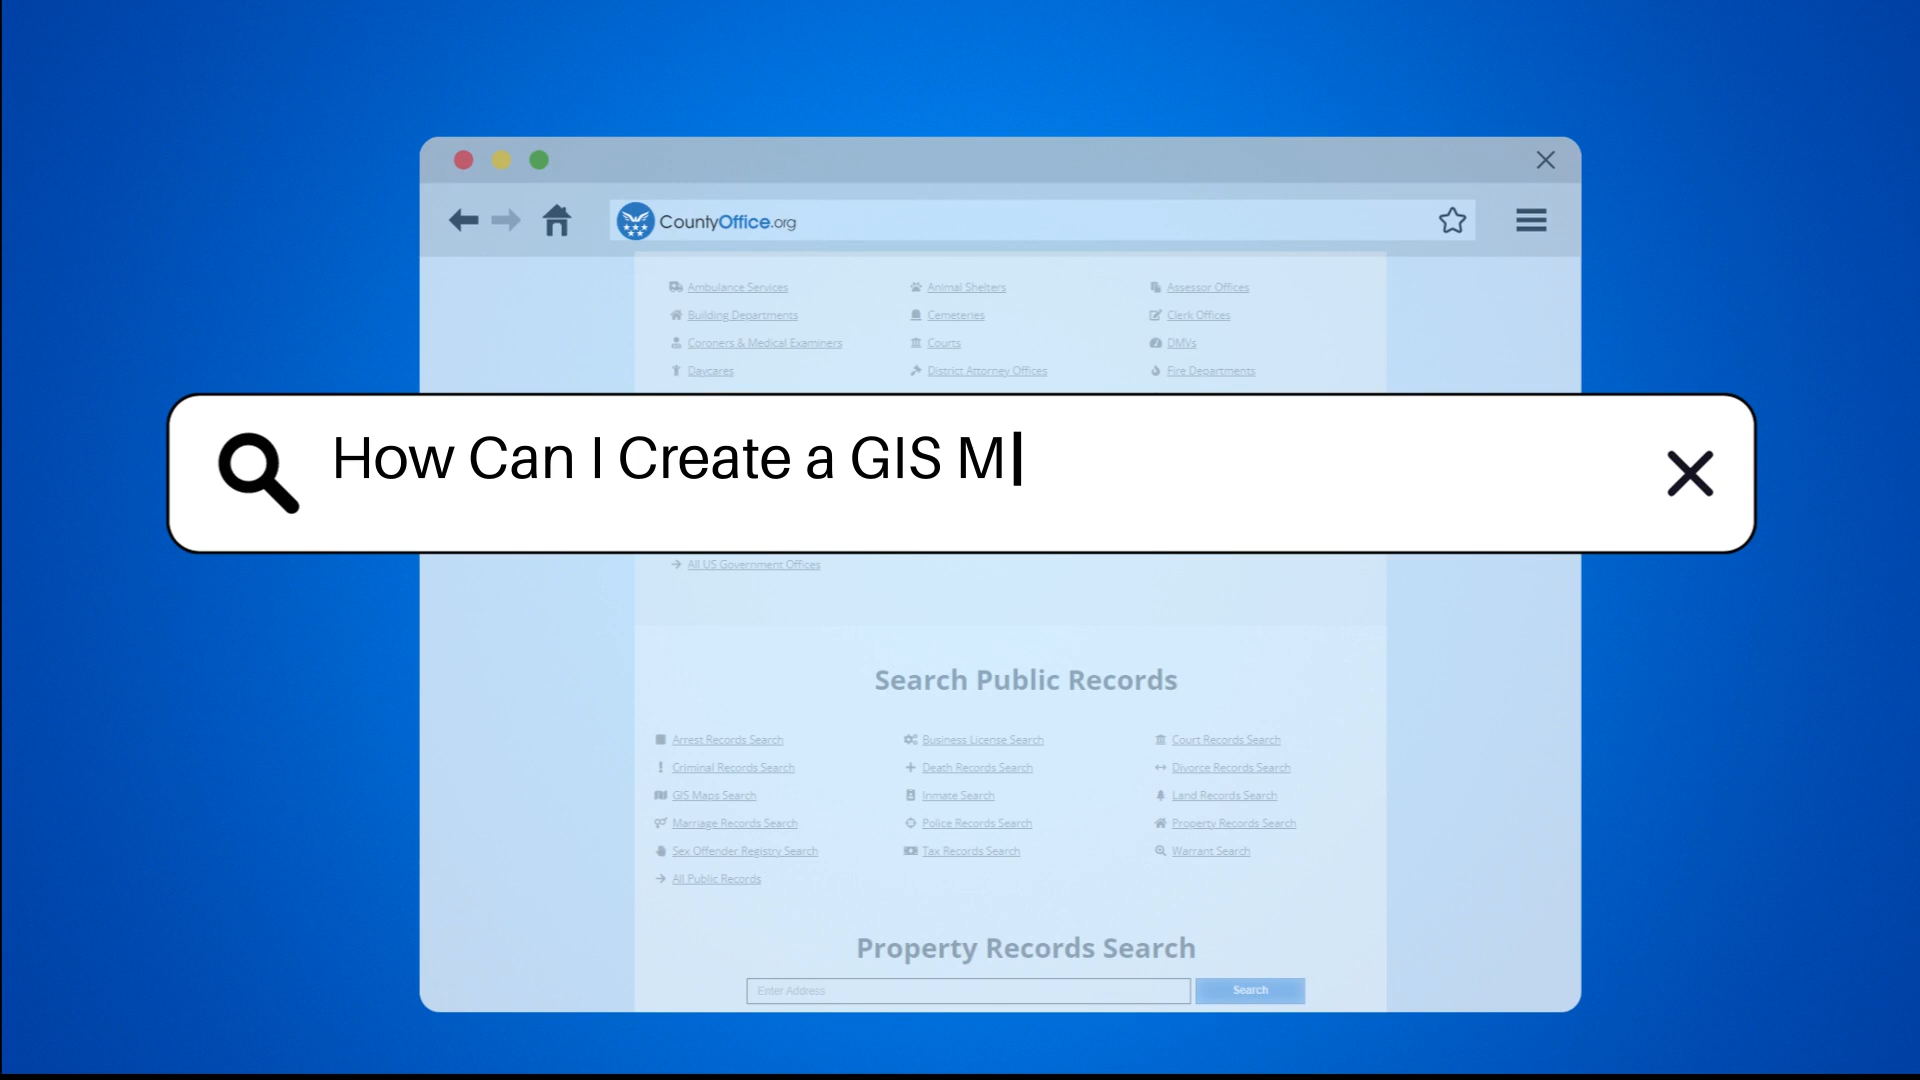 CountyOffice.org
Ambulance Services Animal Shelters Assessor Offices
Building Departments Cemeteries Clerk Offices
Coroners & Medical Examiners Courts DMVs
Daycares District Attorney Offices Fire Departments
How Can I Create a GIS M
All US Government Offices
Search Public Records
Arrest Records Search Business License Search Court Records Search
Criminal Records Search Death Records Search Divorce Records Search
GIS Maps Search Inmate Search Land Records Search
Marriage Records Search Police Records Search Property Records Search
Sex Offender Registry Search Tax Records Search Warrant Search
All Public Records
Property Records Search
Enter Address Search